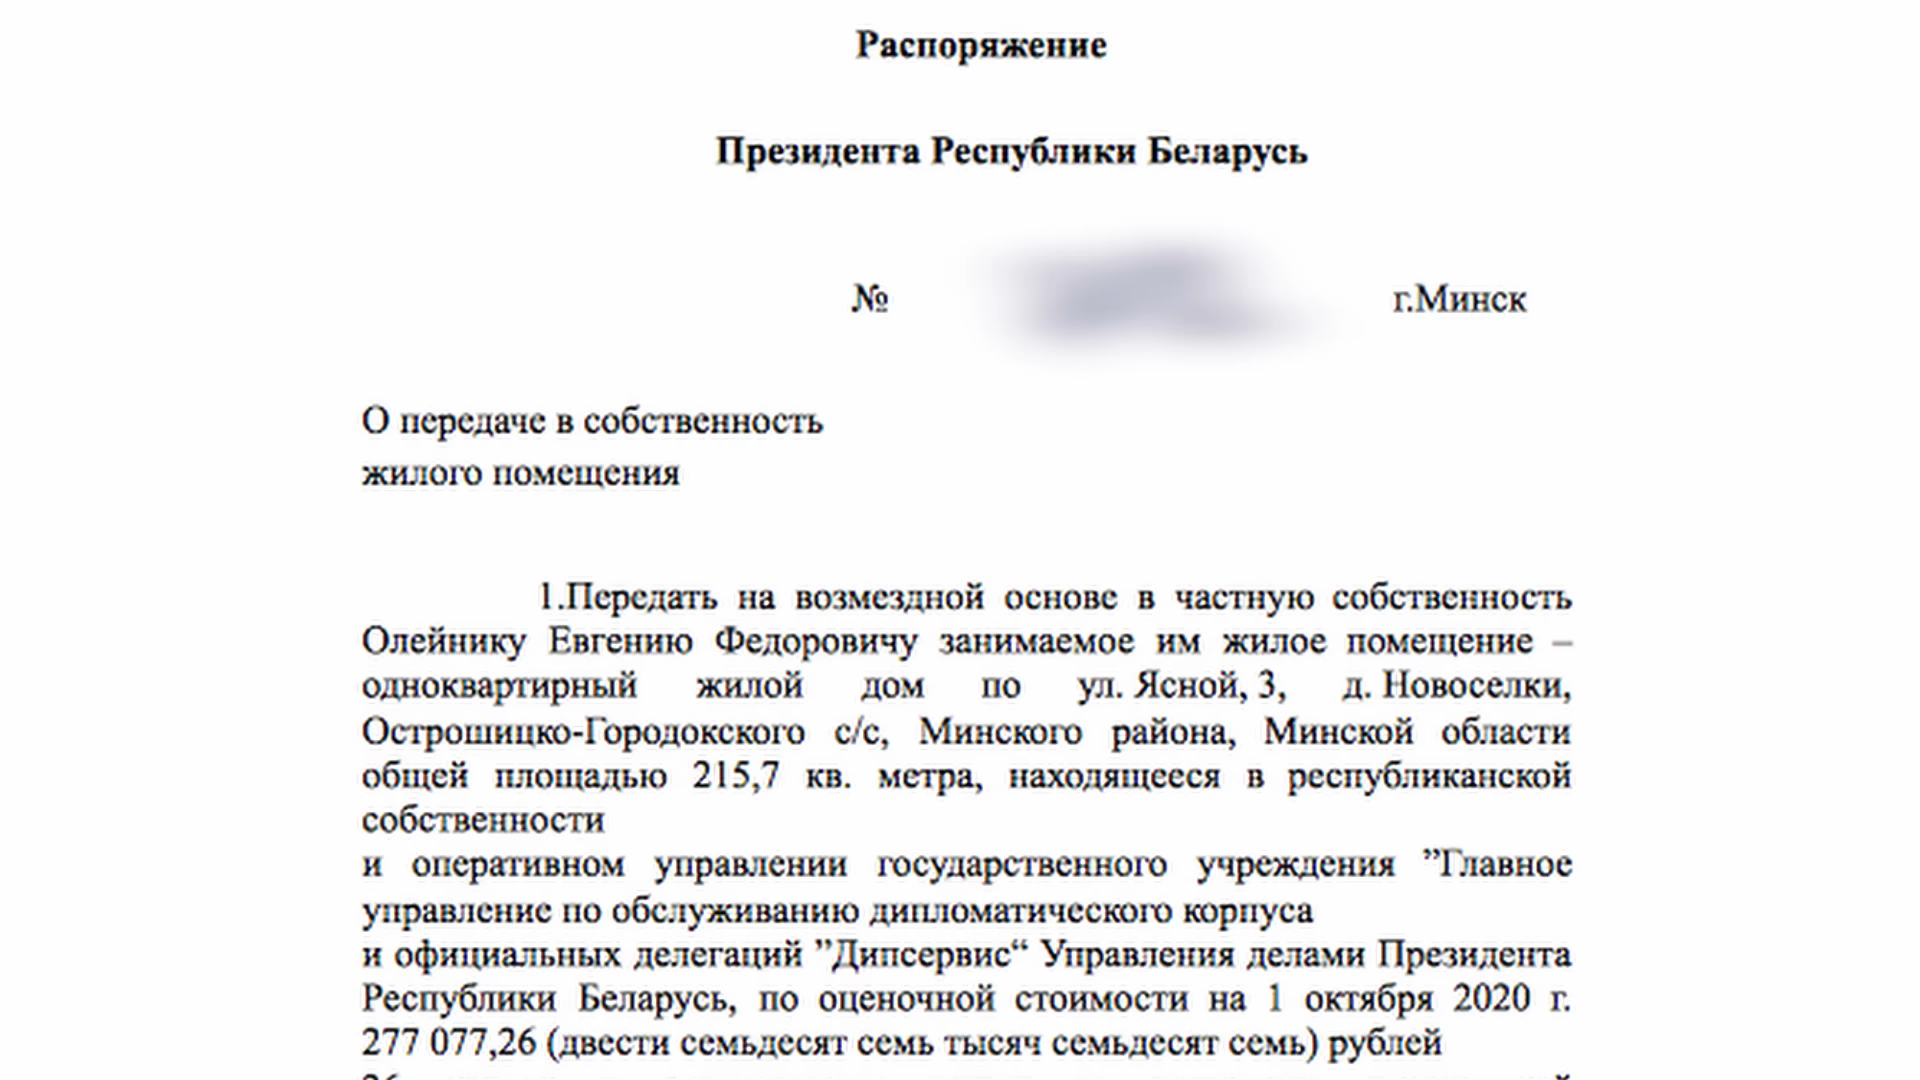 Распоряжение
Президента Республики Беларусь
№ г.Минск
О передаче в собственность
жилого помещения
1.Передать на возмездной основе в частную собственность
Олейнику Евгению Федоровичу занимаемое им жилое помещение –
одноквартирный жилой дом по ул. Ясной, 3, д. Новоселки,
Острошицко-Городокского с/с, Минского района, Минской области
общей площадью 215,7 кв. метра, находящееся в республиканской
собственности
и оперативном управлении государственного учреждения ”Главное
управление по обслуживанию дипломатического корпуса
и официальных делегаций ”Дипсервис“ Управления делами Президента
Республики Беларусь, по оценочной стоимости на 1 октября 2020 г.
277 077,26 (двести семьдесят семь тысяч семьдесят семь) рублей